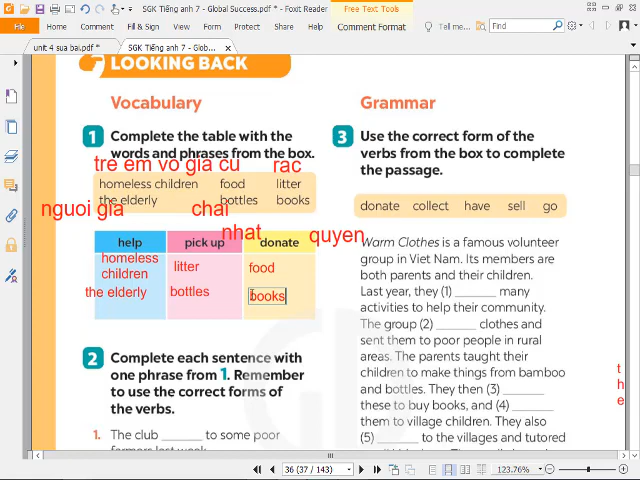 SGK Tiếng anh 7 - Global Success.pdf * - Foxit Reader
Free Text Tools
File
Home
Comment
Fill & Sign
View
Form
Protect
Share
Help
Comment Format
Tell me...
Find
unit 4 sua bai.pdf *
SGK Tiếng anh 7 - Glob...
LOOKING BACK
Vocabulary
1 Complete the table with the
words and phrases from the box.
tre em vo gia cu
rac
homeless children food litter
the elderly bottles books
nguoi gia
chai
nhat
quyen
help pick up donate
homeless
children
litter
food
the elderly
bottles
books
2 Complete each sentence with
one phrase from 1. Remember
to use the correct forms of
the verbs.
1. The club ______ to some poor
farmers last week.
Grammar
3 Use the correct form of the
verbs from the box to complete
the passage.
donate collect have sell go
Warm Clothes is a famous volunteer
group in Viet Nam. Its members are
both parents and their children.
Last year, they (1) ______ many
activities to help their community.
The group (2) ______ clothes and
sent them to poor people in rural
areas. The parents taught their
children to make things from bamboo
and bottles. They then (3) ______
these to buy books, and (4) ______
them to village children. They also
(5) ______ to the villages and tutored
t
h
e
36 (37 / 143)
123.76%